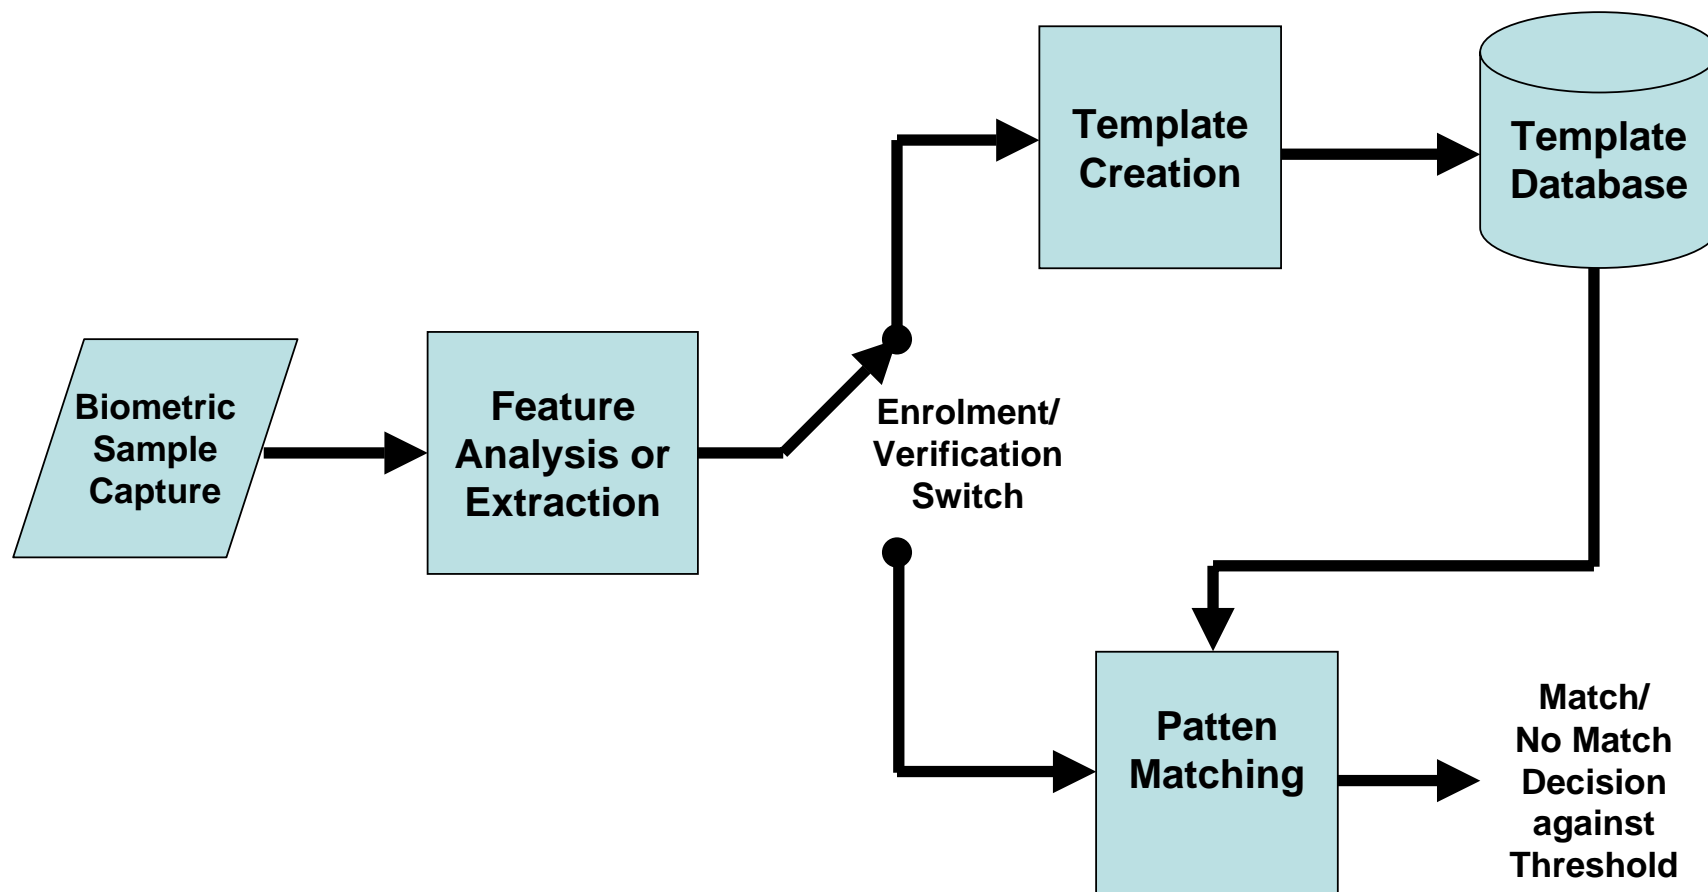 Biometric
Sample
Capture
Feature
Analysis or
Extraction
Enrolment/
Verification
Switch
Template
Creation
Template
Database
Patten
Matching
Match/
No Match
Decision
against
Threshold